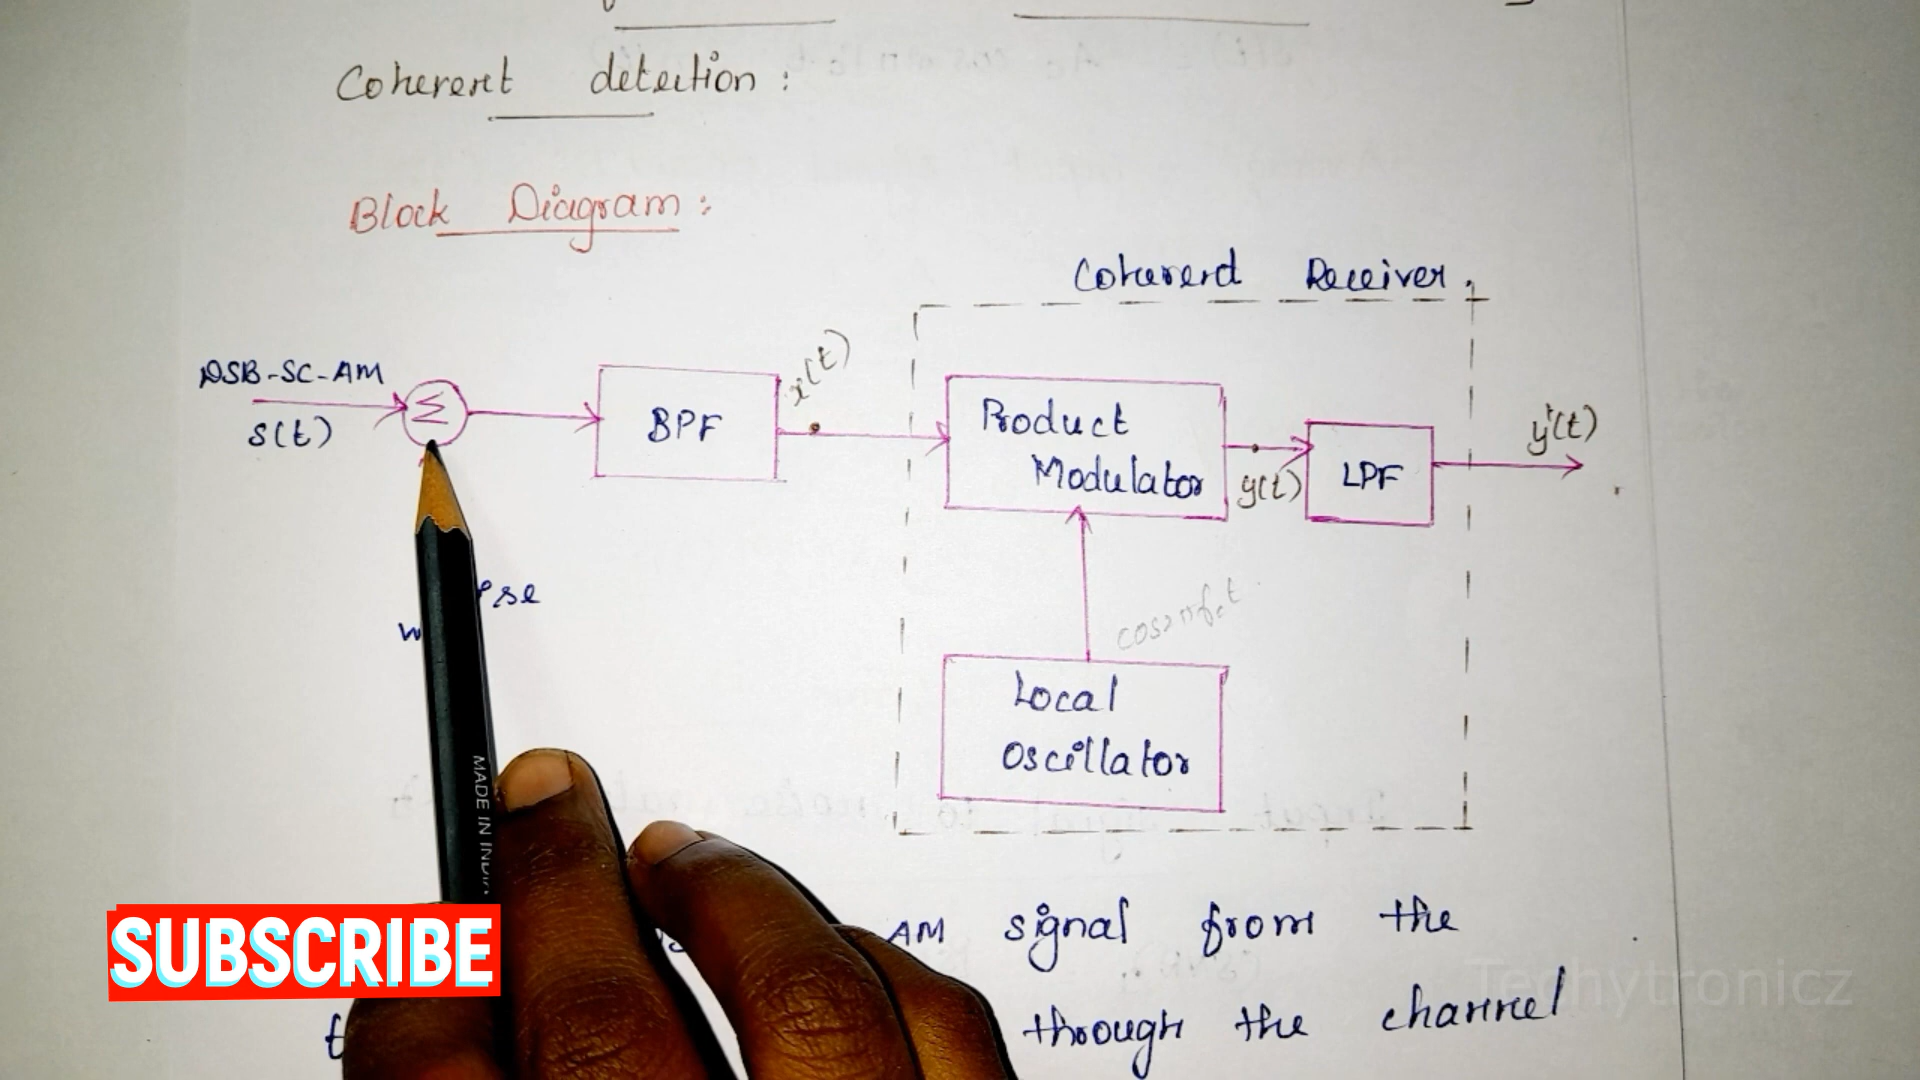 Coherent detection :
Block Diagram :
Coherent Receiver.
DSB-SC-AM
s(t)
Σ
BPF
x(t)
Product
Modulator
y(t)
LPF
y'(t)
cos2πfct
Local
Oscillator
MADE IN INDIA
SUBSCRIBE
AM signal from the
through the channel
Techytronicz